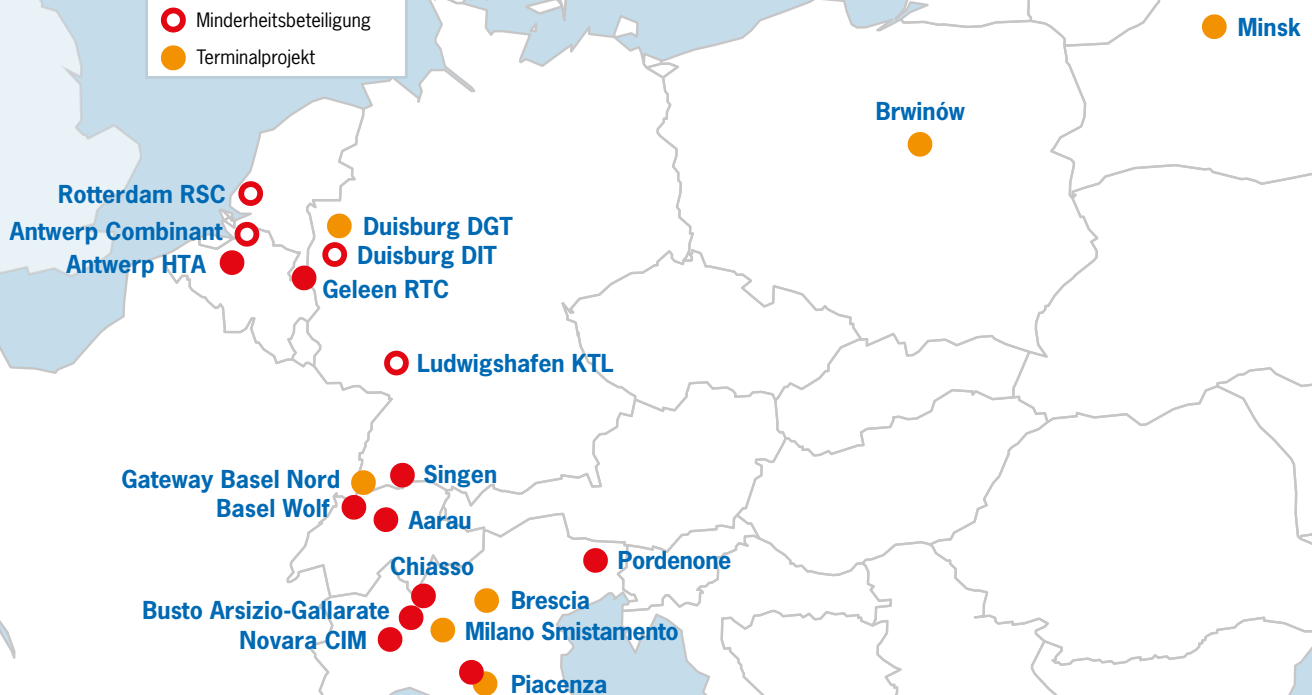 Minderheitsbeteiligung
Terminalprojekt
Minsk
Brwinów
Rotterdam RSC
Antwerp Combinant
Antwerp HTA
Duisburg DGT
Duisburg DIT
Geleen RTC
Ludwigshafen KTL
Gateway Basel Nord
Singen
Basel Wolf
Aarau
Chiasso
Pordenone
Busto Arsizio-Gallarate
Brescia
Novara CIM
Milano Smistamento
Piacenza